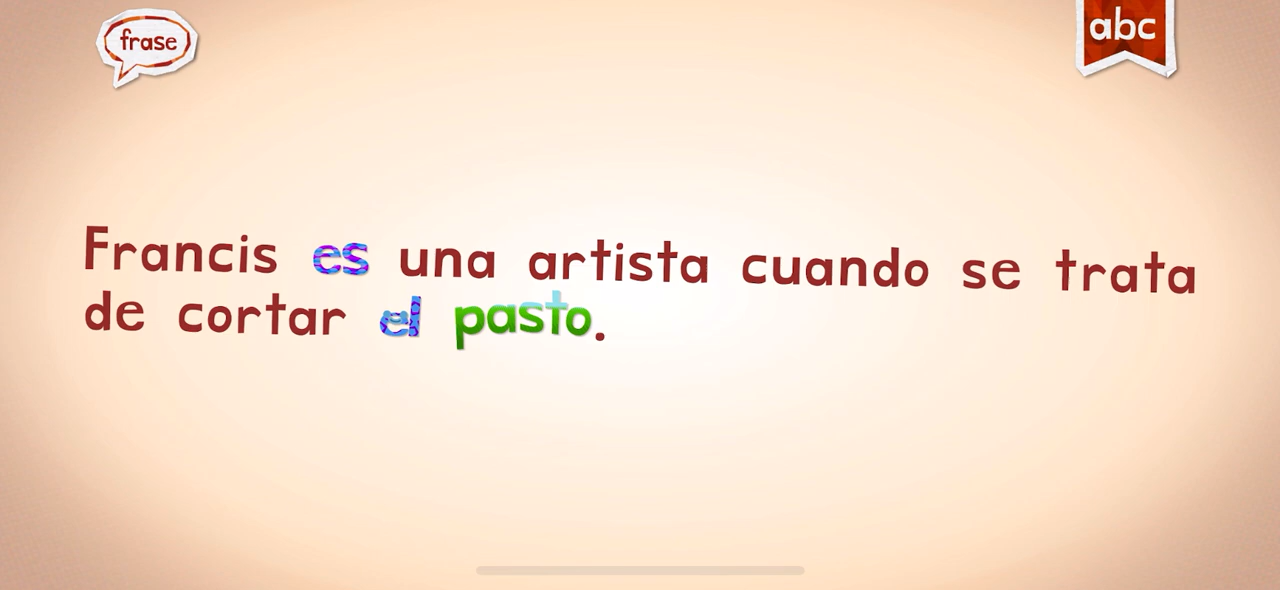 frase
abc
Francis es una artista cuando se trata
de cortar el pasto.